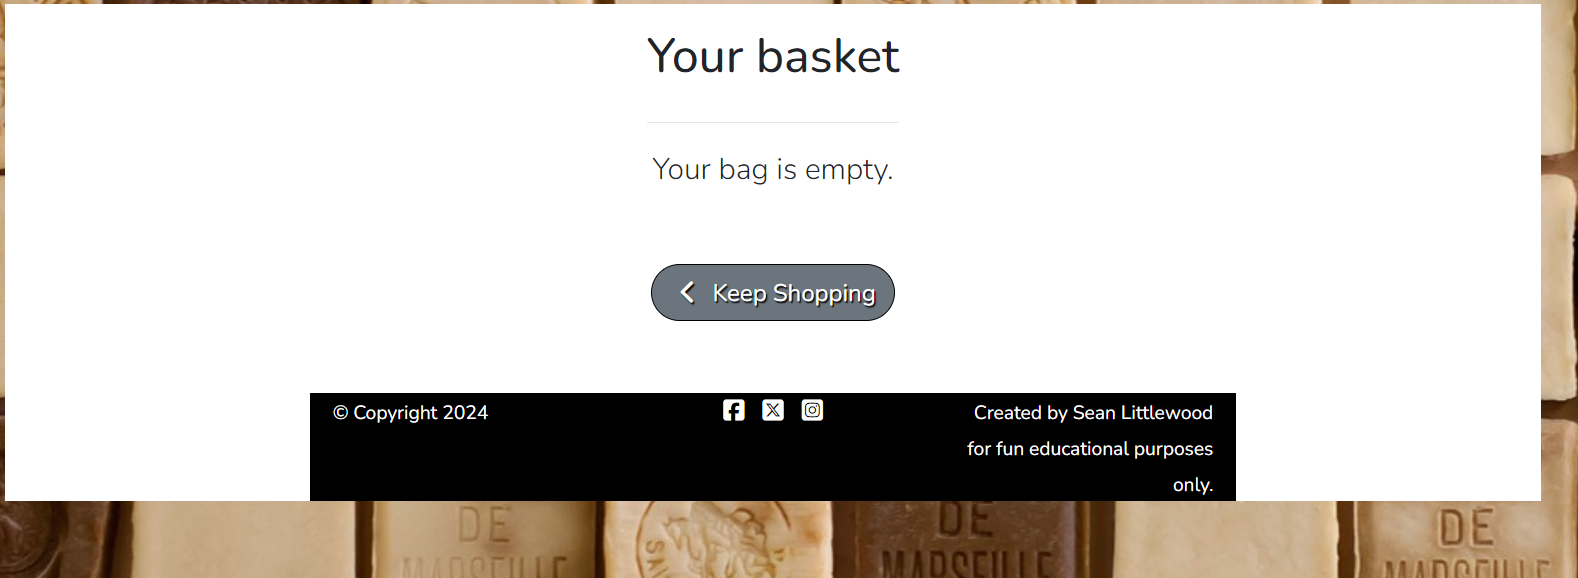 Your basket
Your bag is empty.
Keep Shopping
© Copyright 2024
Created by Sean Littlewood
for fun educational purposes
only.
DE
MARSEILLE
DE
MARSEILLE
DE
MARSEILLE